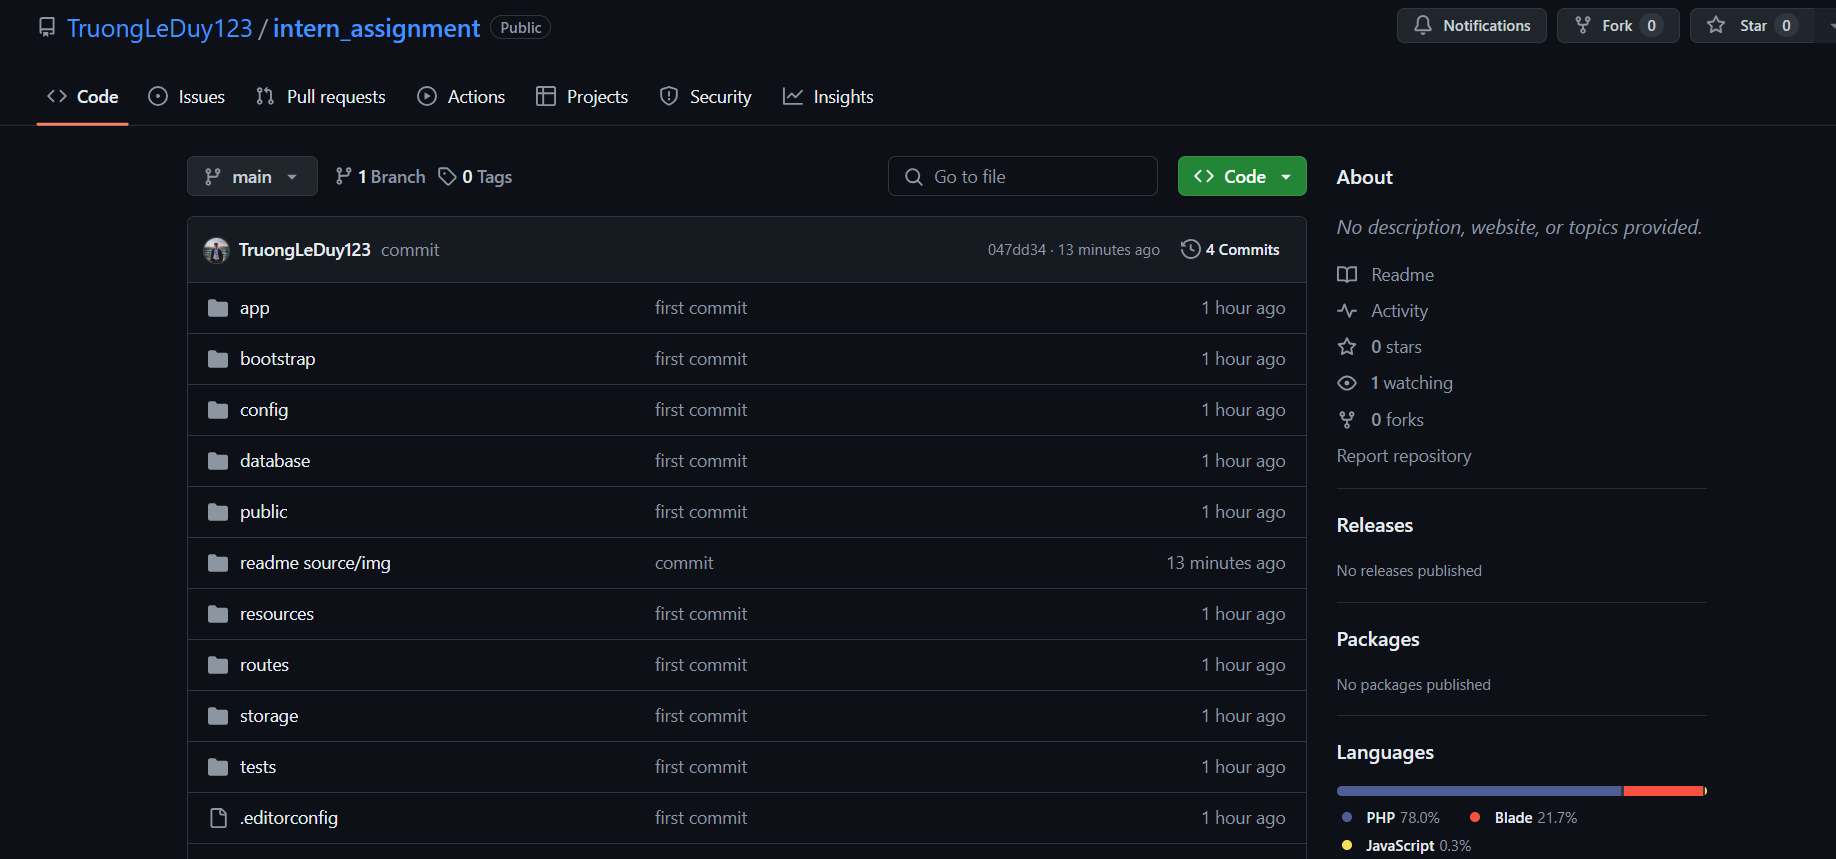 TruongLeDuy123 / intern_assignment Public
Notifications Fork 0 Star 0
Code Issues Pull requests Actions Projects Security Insights
main 1 Branch 0 Tags Go to file Code
TruongLeDuy123 commit 047dd34 · 13 minutes ago 4 Commits
app first commit 1 hour ago
bootstrap first commit 1 hour ago
config first commit 1 hour ago
database first commit 1 hour ago
public first commit 1 hour ago
readme source/img commit 13 minutes ago
resources first commit 1 hour ago
routes first commit 1 hour ago
storage first commit 1 hour ago
tests first commit 1 hour ago
.editorconfig first commit 1 hour ago
About
No description, website, or topics provided.
Readme
Activity
0 stars
1 watching
0 forks
Report repository
Releases
No releases published
Packages
No packages published
Languages
PHP 78.0% Blade 21.7%
JavaScript 0.3%